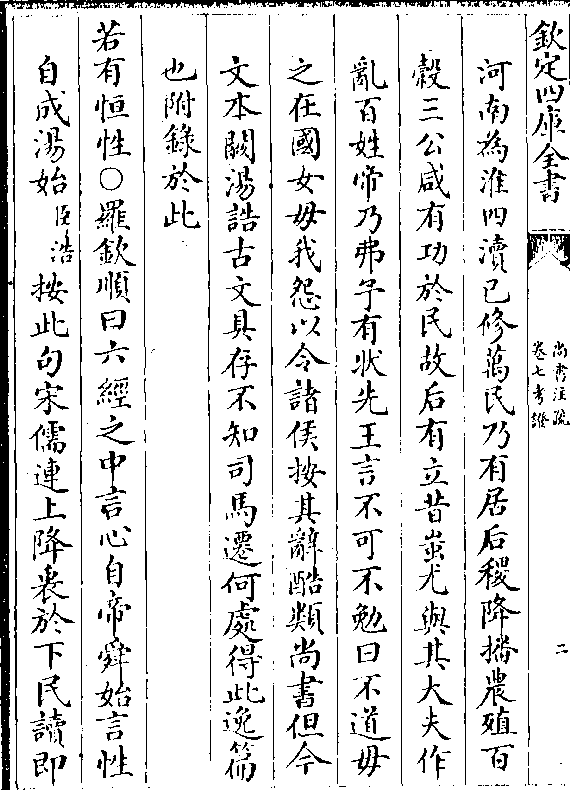 欽定四庫全書
尚書注疏
卷七考證
二
河南為淮四瀆已修萬民乃有居后稷降播農殖百
穀三公咸有功於民故后有立昔蚩尤與其大夫作
亂百姓帝乃弗予有狀先王言不可不勉曰不道毋
之在國女毋我怨以令諸侯按其辭酷類尚書但今
文本闕湯誥古文具存不知司馬遷何處得此逸篇
也附錄於此
若有恒性○羅欽順曰六經之中言心自帝舜始言性
自成湯始臣浩按此句宋儒連上降衷於下民讀即